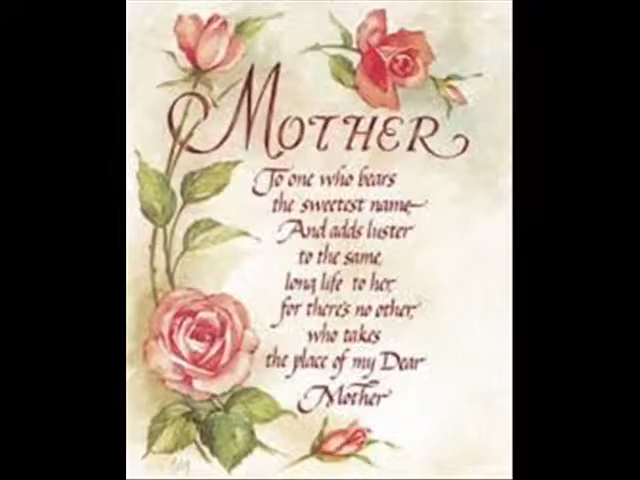 MOTHER
To one who bears
the sweetest name
And adds luster
to the same,
long life to her,
for there's no other,
who takes
the place of my Dear
Mother